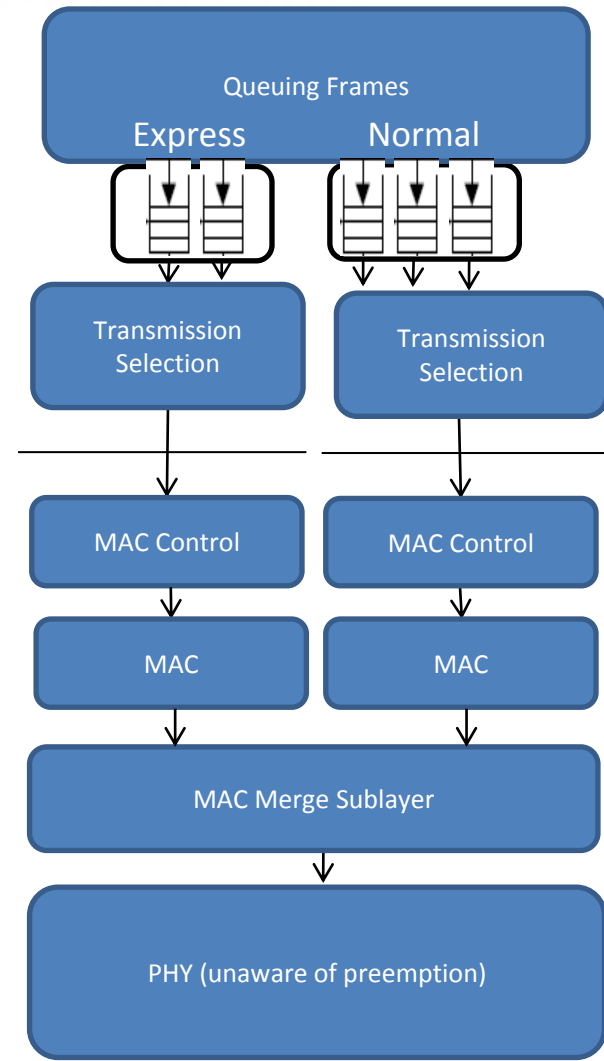 Queuing Frames
Express
Normal
Transmission
Selection
Transmission
Selection
MAC Control
MAC Control
MAC
MAC
MAC Merge Sublayer
PHY (unaware of preemption)